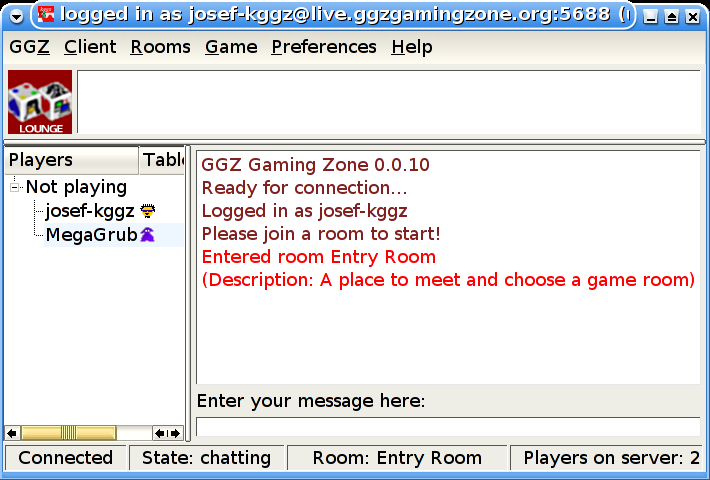 logged in as josef-kggz@live.ggzgamingzone.org:5688
GGZ Client Rooms Game Preferences Help
LOUNGE
Players Table
Not playing
josef-kggz
MegaGrub
GGZ Gaming Zone 0.0.10
Ready for connection...
Logged in as josef-kggz
Please join a room to start!
Entered room Entry Room
(Description: A place to meet and choose a game room)
Enter your message here:
Connected State: chatting Room: Entry Room Players on server: 2